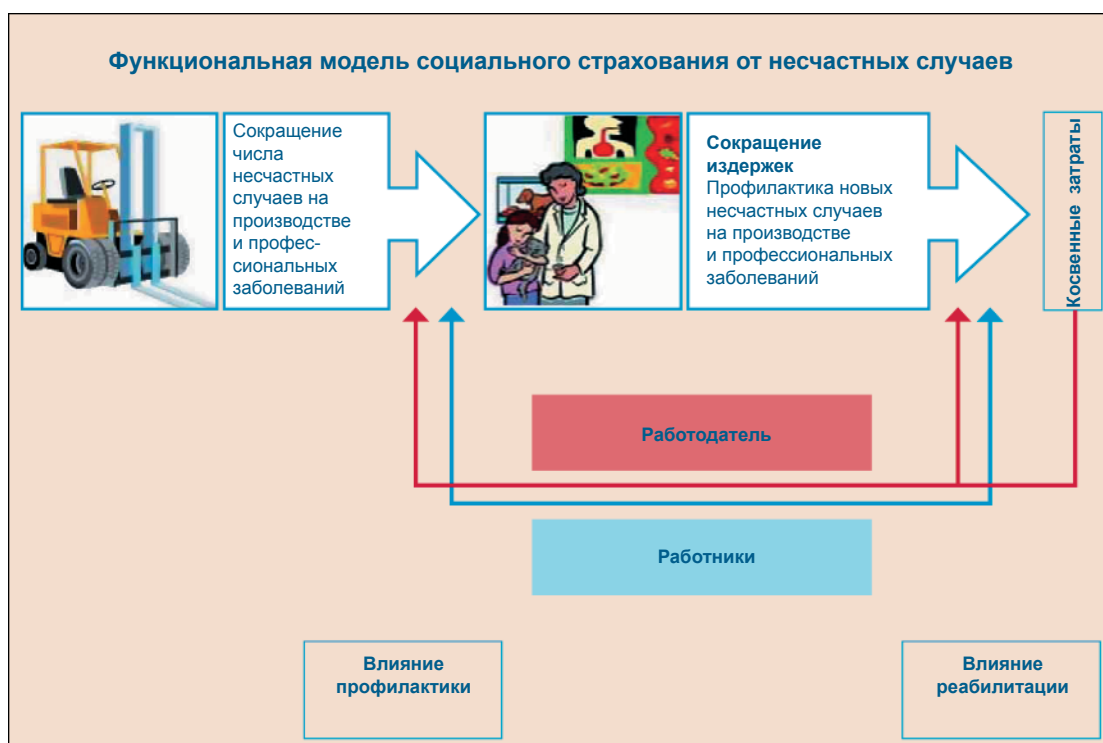 Функциональная модель социального страхования от несчастных случаев
Сокращение
числа
несчастных
случаев на
производстве
и профес-
сиональных
заболеваний
Сокращение
издержек
Профилактика новых
несчастных случаев
на производстве
и профессиональных
заболеваний
Косвенные затраты
Работодатель
Работники
Влияние
профилактики
Влияние
реабилитации